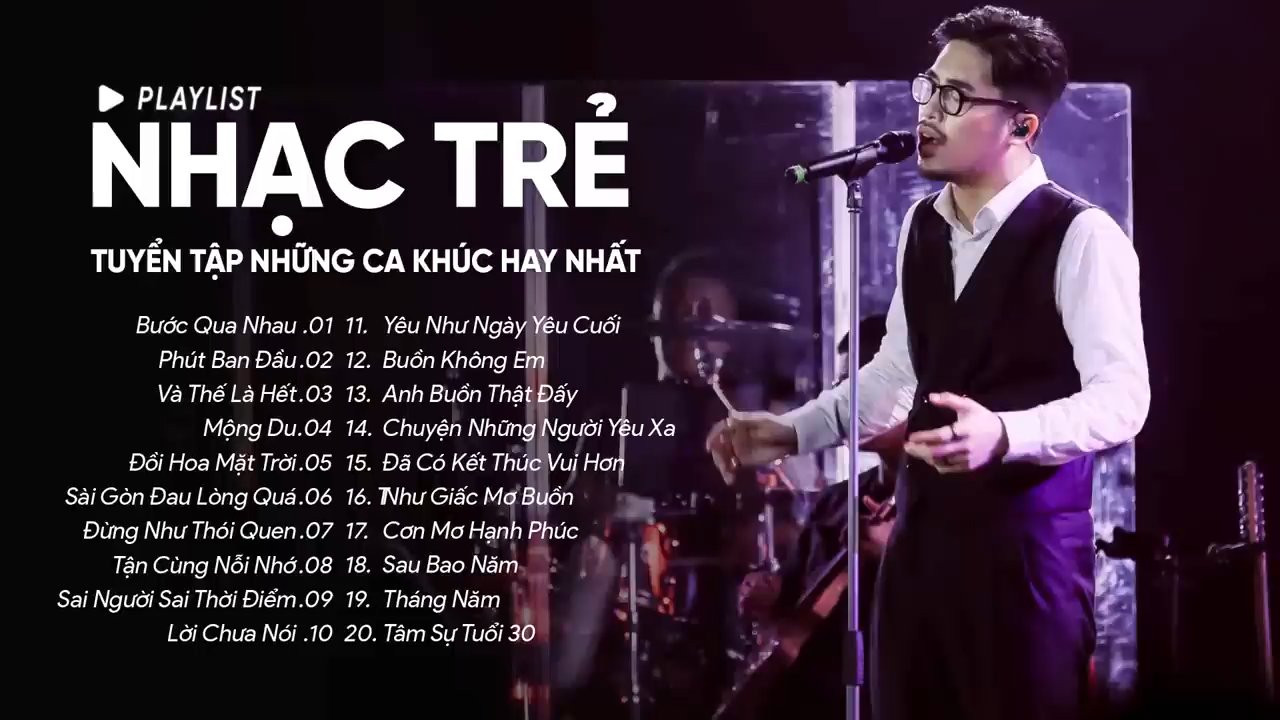 PLAYLIST
NHẠC TRẺ
TUYỂN TẬP NHỮNG CA KHÚC HAY NHẤT
Bước Qua Nhau .01
Phút Ban Đầu.02
Và Thế Là Hết.03
Mộng Du.04
Đồi Hoa Mặt Trời.05
Sài Gòn Đau Lòng Quá.06
Đừng Như Thói Quen.07
Tận Cùng Nỗi Nhớ.08
Sai Người Sai Thời Điểm.09
Lời Chưa Nói .10
11. Yêu Như Ngày Yêu Cuối
12. Buồn Không Em
13. Anh Buồn Thật Đấy
14. Chuyện Những Người Yêu Xa
15. Đã Có Kết Thúc Vui Hơn
16. TNhư Giấc Mơ Buồn
17. Cơn Mơ Hạnh Phúc
18. Sau Bao Năm
19. Tháng Năm
20. Tâm Sự Tuổi 30